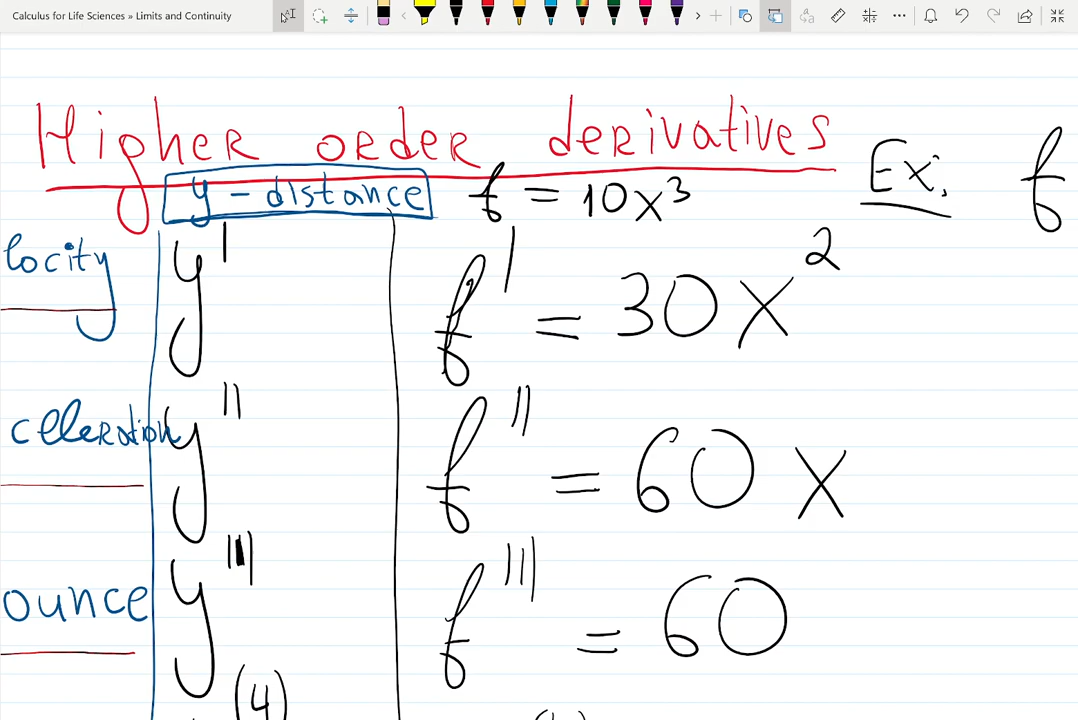 Calculus for Life Sciences » Limits and Continuity
Higher order derivatives
y - distance f = 10x³ Ex: f
locity y' f' = 30x²
cceleration y'' f'' = 60x
ounce y''' f''' = 60
(4)